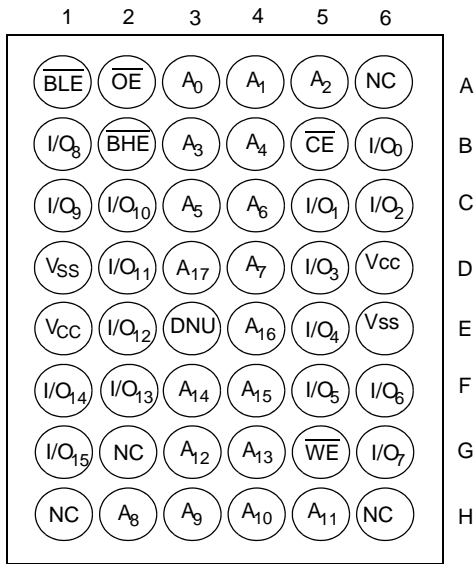 1 2 3 4 5 6
BLE OE A0 A1 A2 NC A
I/O8 BHE A3 A4 CE I/O0 B
I/O9 I/O10 A5 A6 I/O1 I/O2 C
VSS I/O11 A17 A7 I/O3 Vcc D
VCC I/O12 DNU A16 I/O4 Vss E
I/O14 I/O13 A14 A15 I/O5 I/O6 F
I/O15 NC A12 A13 WE I/O7 G
NC A8 A9 A10 A11 NC H